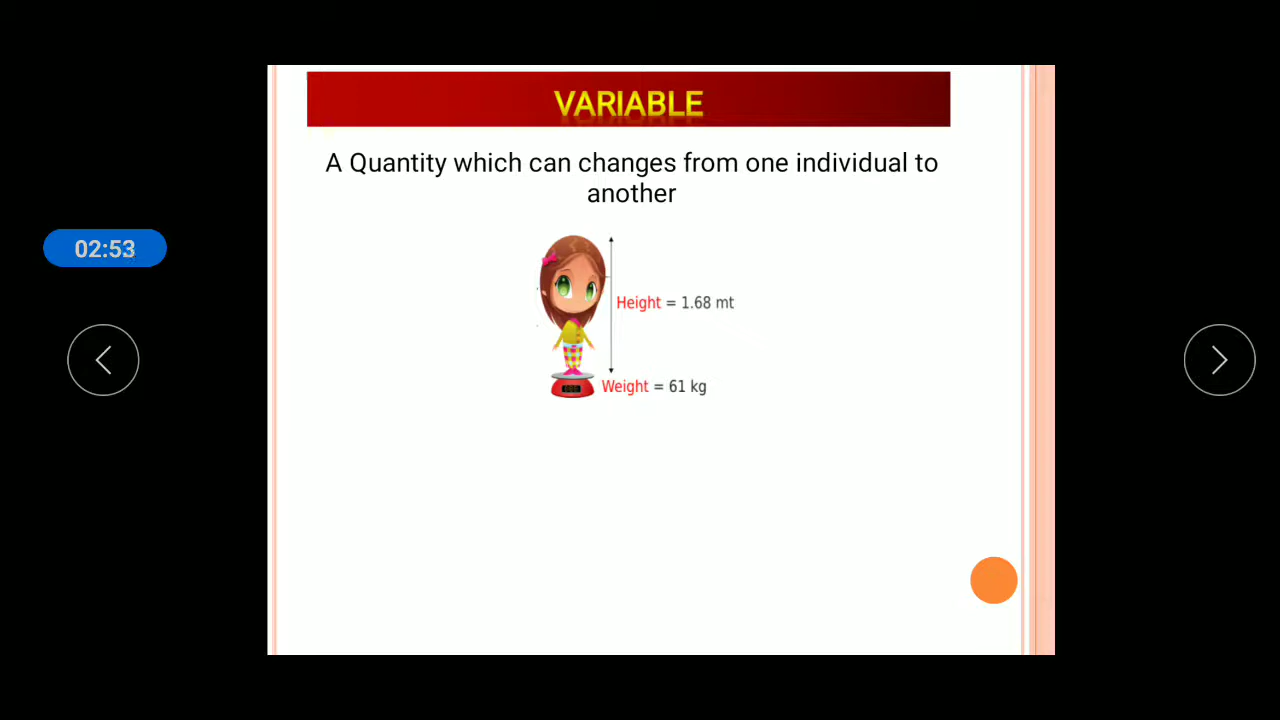 VARIABLE
A Quantity which can changes from one individual to
another
02:53
Height = 1.68 mt
Weight = 61 kg